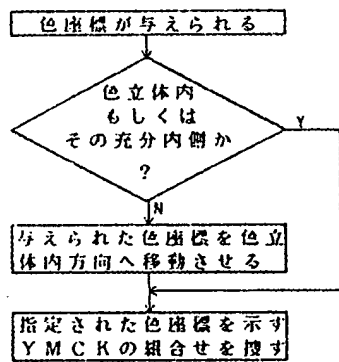 色座標が与えられる
色立体内
もしくは
その充分内側か
?
Y
N
与えられた色座標を色立
体内方向へ移動させる
指定された色座標を示す
YMCKの組合せを捜す